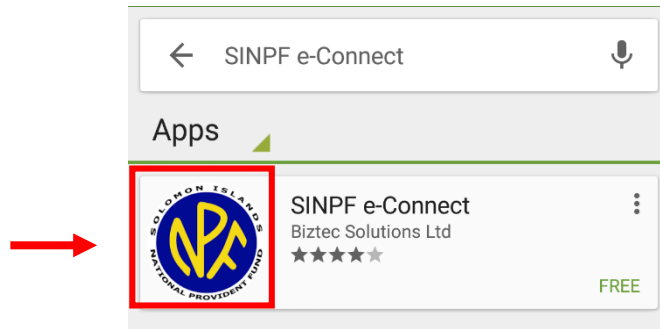 SINPF e-Connect
Apps
SOLOMON ISLANDS
NPF
NATIONAL PROVIDENT FUND
SINPF e-Connect
Biztec Solutions Ltd
FREE